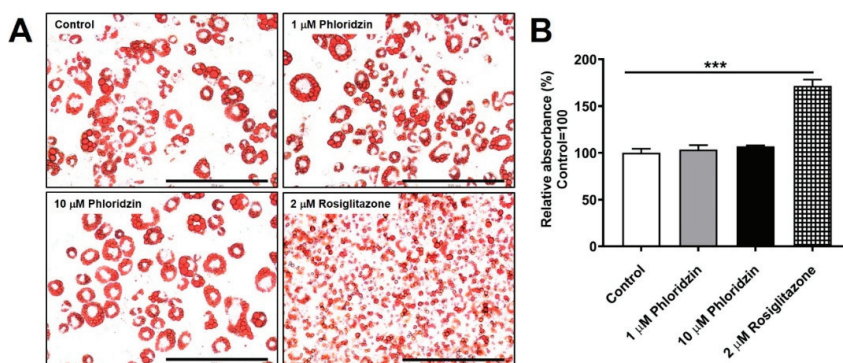 A
Control
1 μM Phloridzin
10 μM Phloridzin
2 μM Rosiglitazone
B
Relative absorbance (%)
Control=100
200
150
100
50
0
***
Control
1 μM Phloridzin
10 μM Phloridzin
2 μM Rosiglitazone